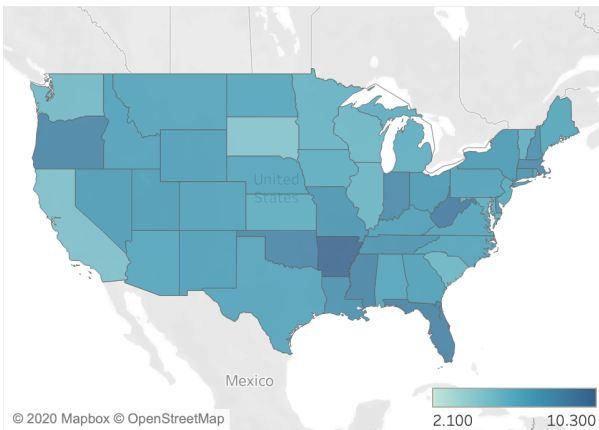 United
States
Mexico
© 2020 Mapbox © OpenStreetMap
2.100 10.300